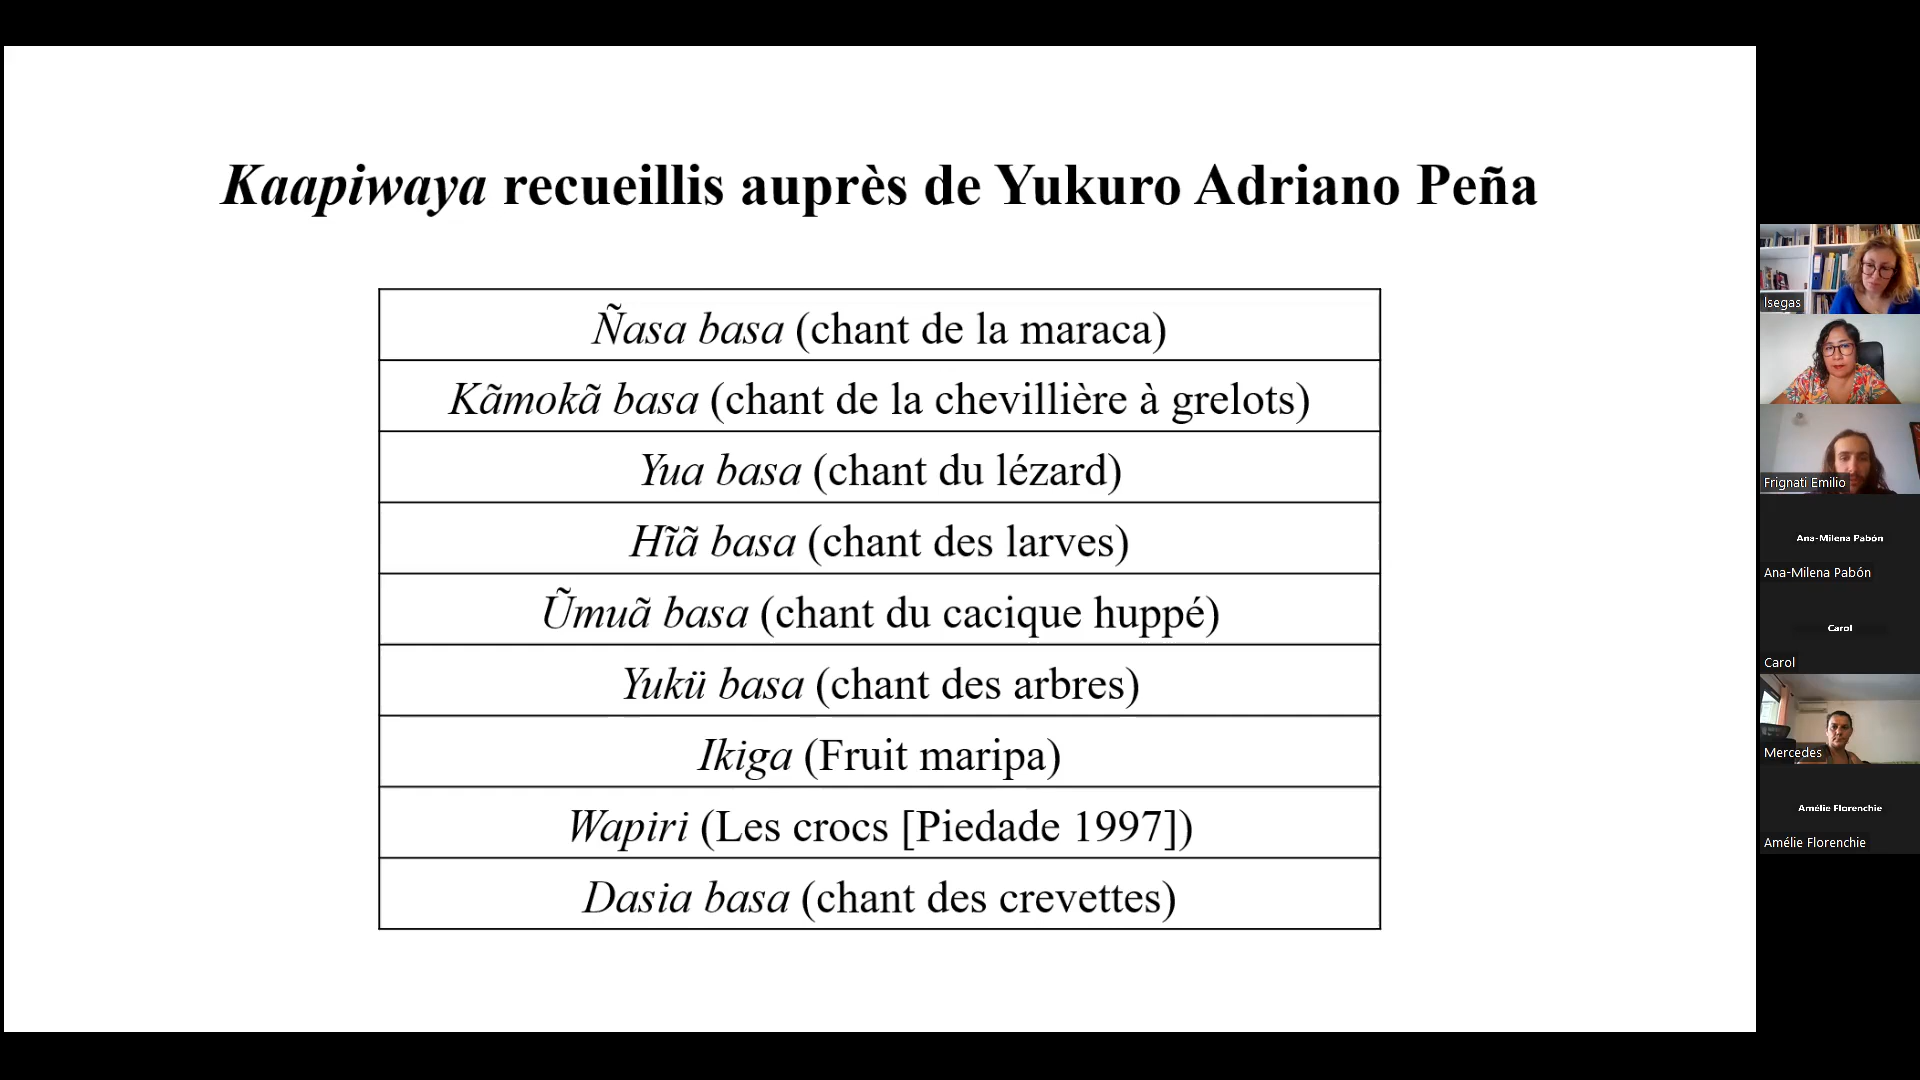 Kaapiwaya recueillis auprès de Yukuro Adriano Peña
Ñasa basa (chant de la maraca)
Kãmokã basa (chant de la chevillière à grelots)
Yua basa (chant du lézard)
Hĩã basa (chant des larves)
Ũmuã basa (chant du cacique huppé)
Yukü basa (chant des arbres)
Ikiga (Fruit maripa)
Wapiri (Les crocs [Piedade 1997])
Dasia basa (chant des crevettes)
lsegas
Frignati Emilio
Ana-Milena Pabón
Ana-Milena Pabón
Carol
Carol
Mercedes
Amélie Florenchie
Amélie Florenchie